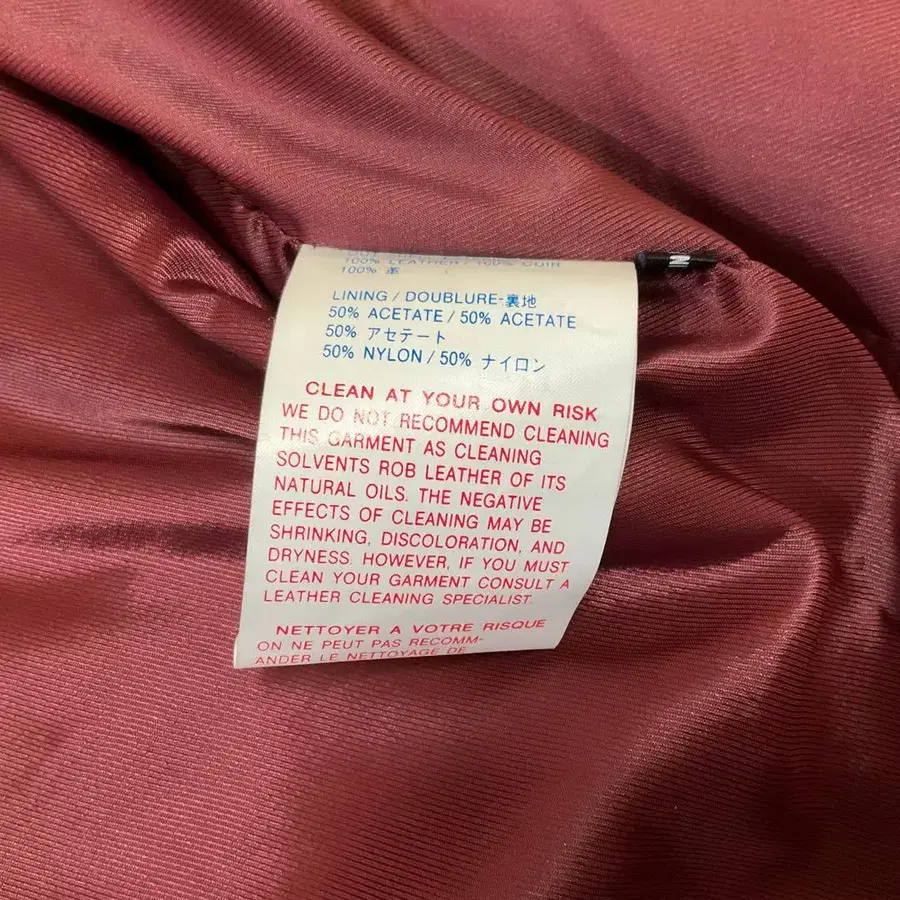 100% LEATHER / 100% CUIR
100% 革
LINING / DOUBLURE-裏地
50% ACETATE / 50% ACETATE
50% アセテート
50% NYLON / 50% ナイロン
CLEAN AT YOUR OWN RISK
WE DO NOT RECOMMEND CLEANING
THIS GARMENT AS CLEANING
SOLVENTS ROB LEATHER OF ITS
NATURAL OILS. THE NEGATIVE
EFFECTS OF CLEANING MAY BE
SHRINKING, DISCOLORATION, AND
DRYNESS. HOWEVER, IF YOU MUST
CLEAN YOUR GARMENT CONSULT A
LEATHER CLEANING SPECIALIST.
NETTOYER A VOTRE RISQUE
ON NE PEUT PAS RECOMM-
ANDER LE NETTOYAGE DE